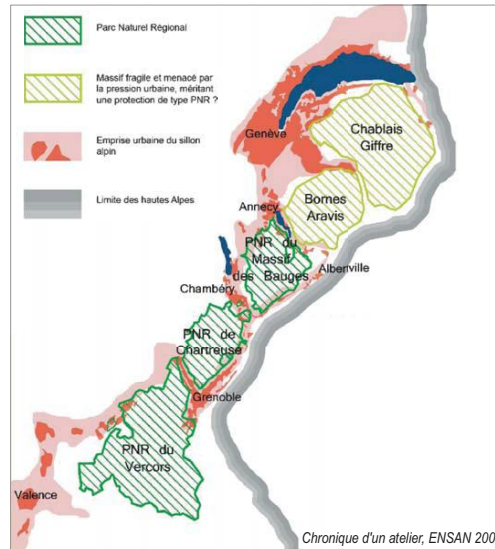 Parc Naturel Régional
Massif fragile et menacé par
la pression urbaine, méritant
une protection de type PNR ?
Emprise urbaine du sillon
alpin
Limite des hautes Alpes
Genève
Chablais
Giffre
Bornes
Aravis
Annecy
PNR du
Massif
des Bauges
Albertville
Chambéry
PNR de
Chartreuse
Grenoble
PNR du
Vercors
Valence
Chronique d'un atelier, ENSAN 200